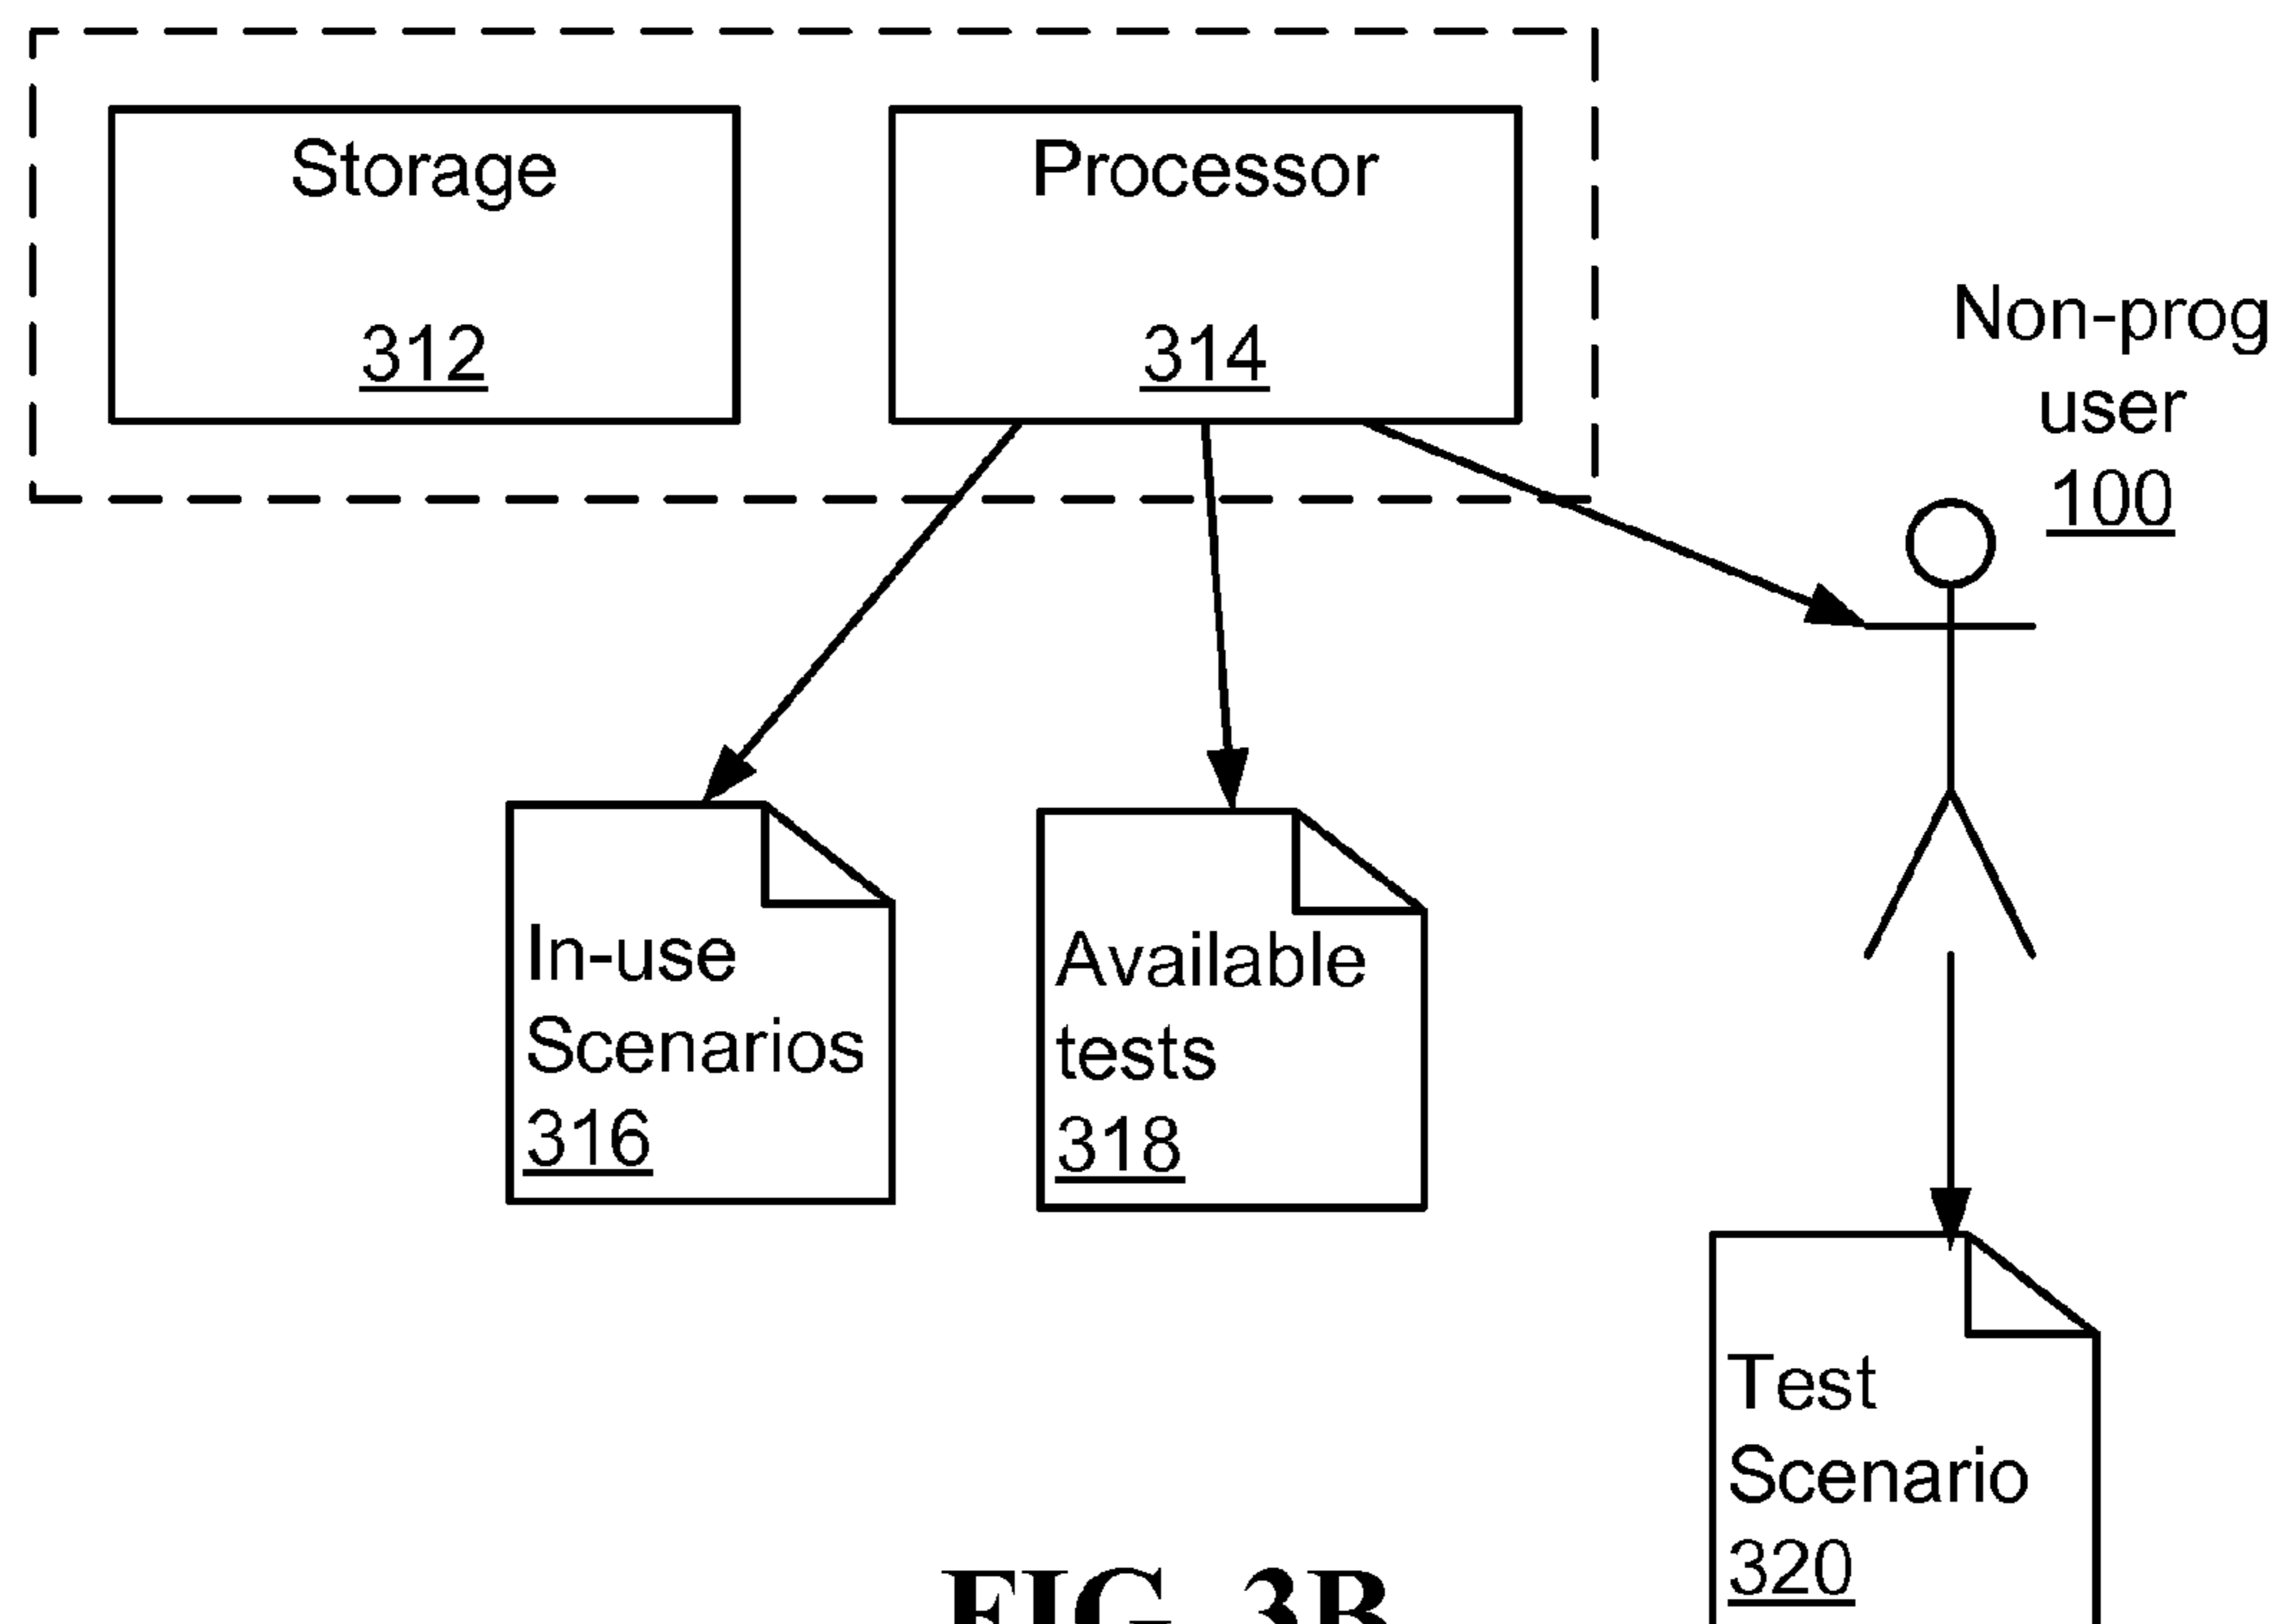 Storage
312
Processor
314
Non-prog
user
100
In-use
Scenarios
316
Available
tests
318
Test
Scenario
320
FIG. 3B